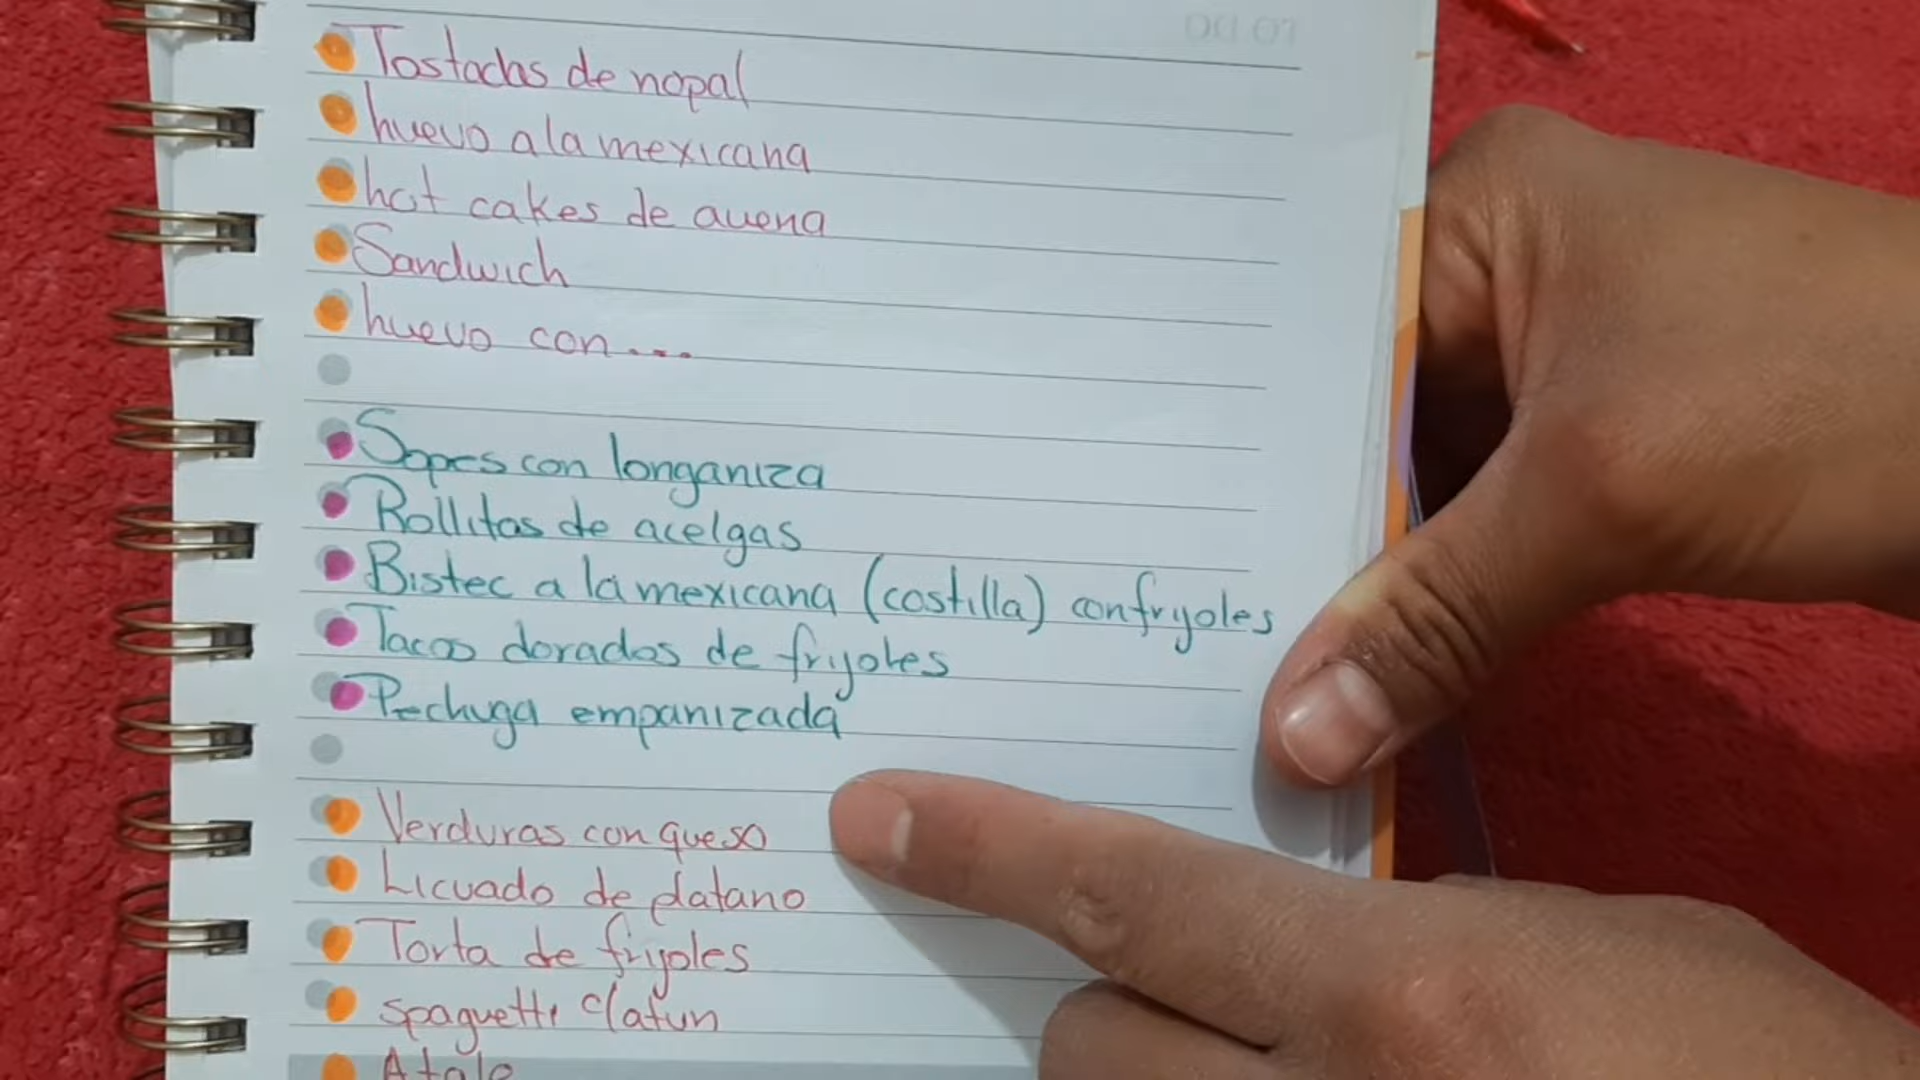 Tostadas de nopal
huevo a la mexicana
hot cakes de avena
Sandwich
huevo con...
Sopes con longaniza
Rollitos de acelgas
Bistec a la mexicana (costilla) con frijoles
Tacos dorados de frijoles
Pechuga empanizada
Verduras con queso
Licuado de platano
Torta de frijoles
spaguetti c/atun
Atole